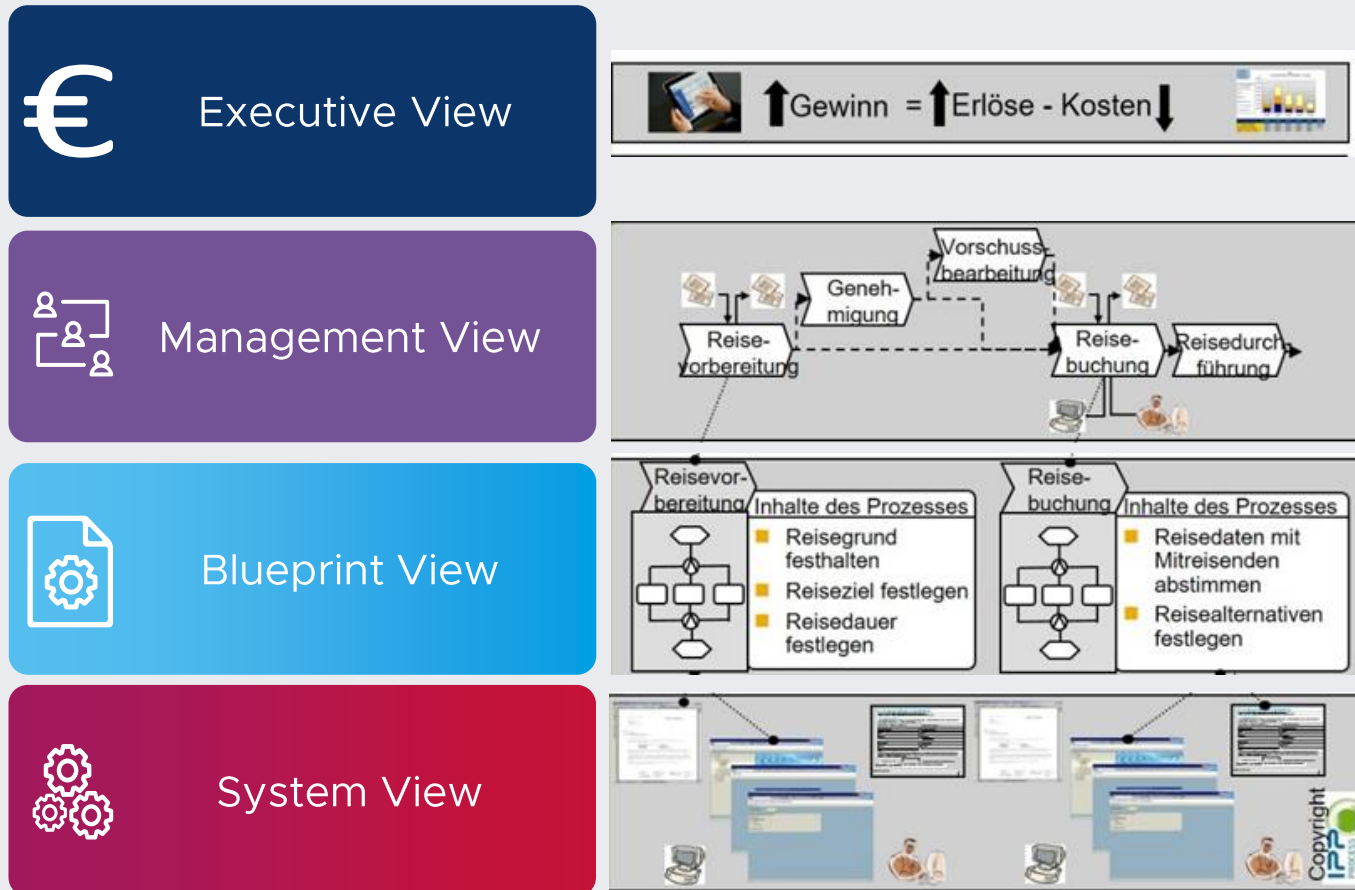 €
Executive View
Gewinn = Erlöse - Kosten
Management View
Vorschuss-
bearbeitung
Geneh-
migung
Reise-
vorbereitung
Reise-
buchung
Reisedurch
führung
Blueprint View
Reisevor-
bereitung
Inhalte des Prozesses
Reisegrund
festhalten
Reiseziel festlegen
Reisedauer
festlegen
Reise-
buchung
Inhalte des Prozesses
Reisedaten mit
Mitreisenden
abstimmen
Reisealternativen
festlegen
System View
Copyright
IPP
PROCESS